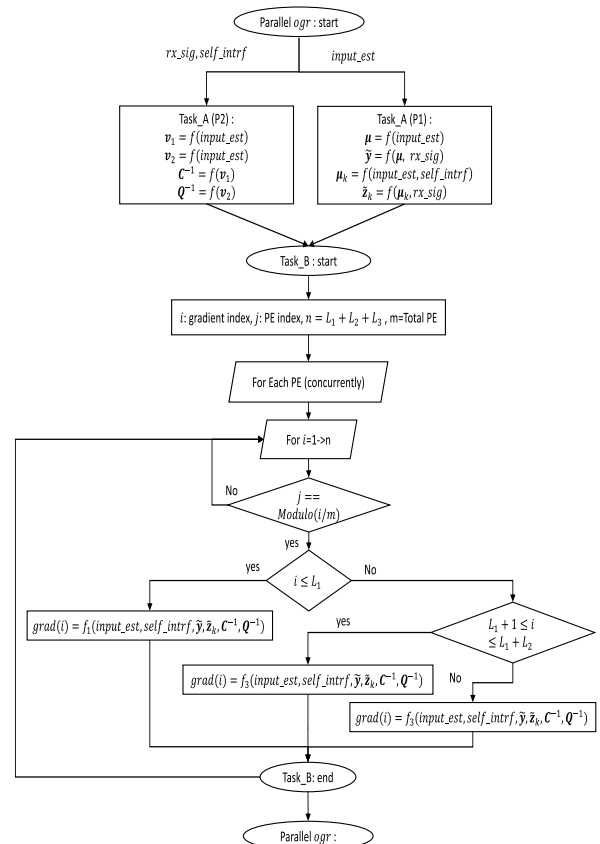 Parallel ogr : start
rx_sig, self_intrf
input_est
Task_A (P2) :
v₁ = f(input_est)
v₂ = f(input_est)
C⁻¹ = f(v₁)
Q⁻¹ = f(v₂)
Task_A (P1) :
μ = f(input_est)
ỹ = f(μ, rx_sig)
μₖ = f(input_est, self_intrf)
z̃ₖ = f(μₖ, rx_sig)
Task_B : start
i: gradient index, j: PE index, n = L₁ + L₂ + L₃ , m=Total PE
For Each PE (concurrently)
For i=1->n
No
j ==
Modulo(i/m)
yes
yes
i ≤ L₁
No
grad(i) = f₁(input_est, self_intrf, ỹ, z̃ₖ, C⁻¹, Q⁻¹)
yes
L₁ + 1 ≤ i
≤ L₁ + L₂
grad(i) = f₃(input_est, self_intrf, ỹ, z̃ₖ, C⁻¹, Q⁻¹)
No
grad(i) = f₃(input_est, self_intrf, ỹ, z̃ₖ, C⁻¹, Q⁻¹)
Task_B: end
Parallel ogr :